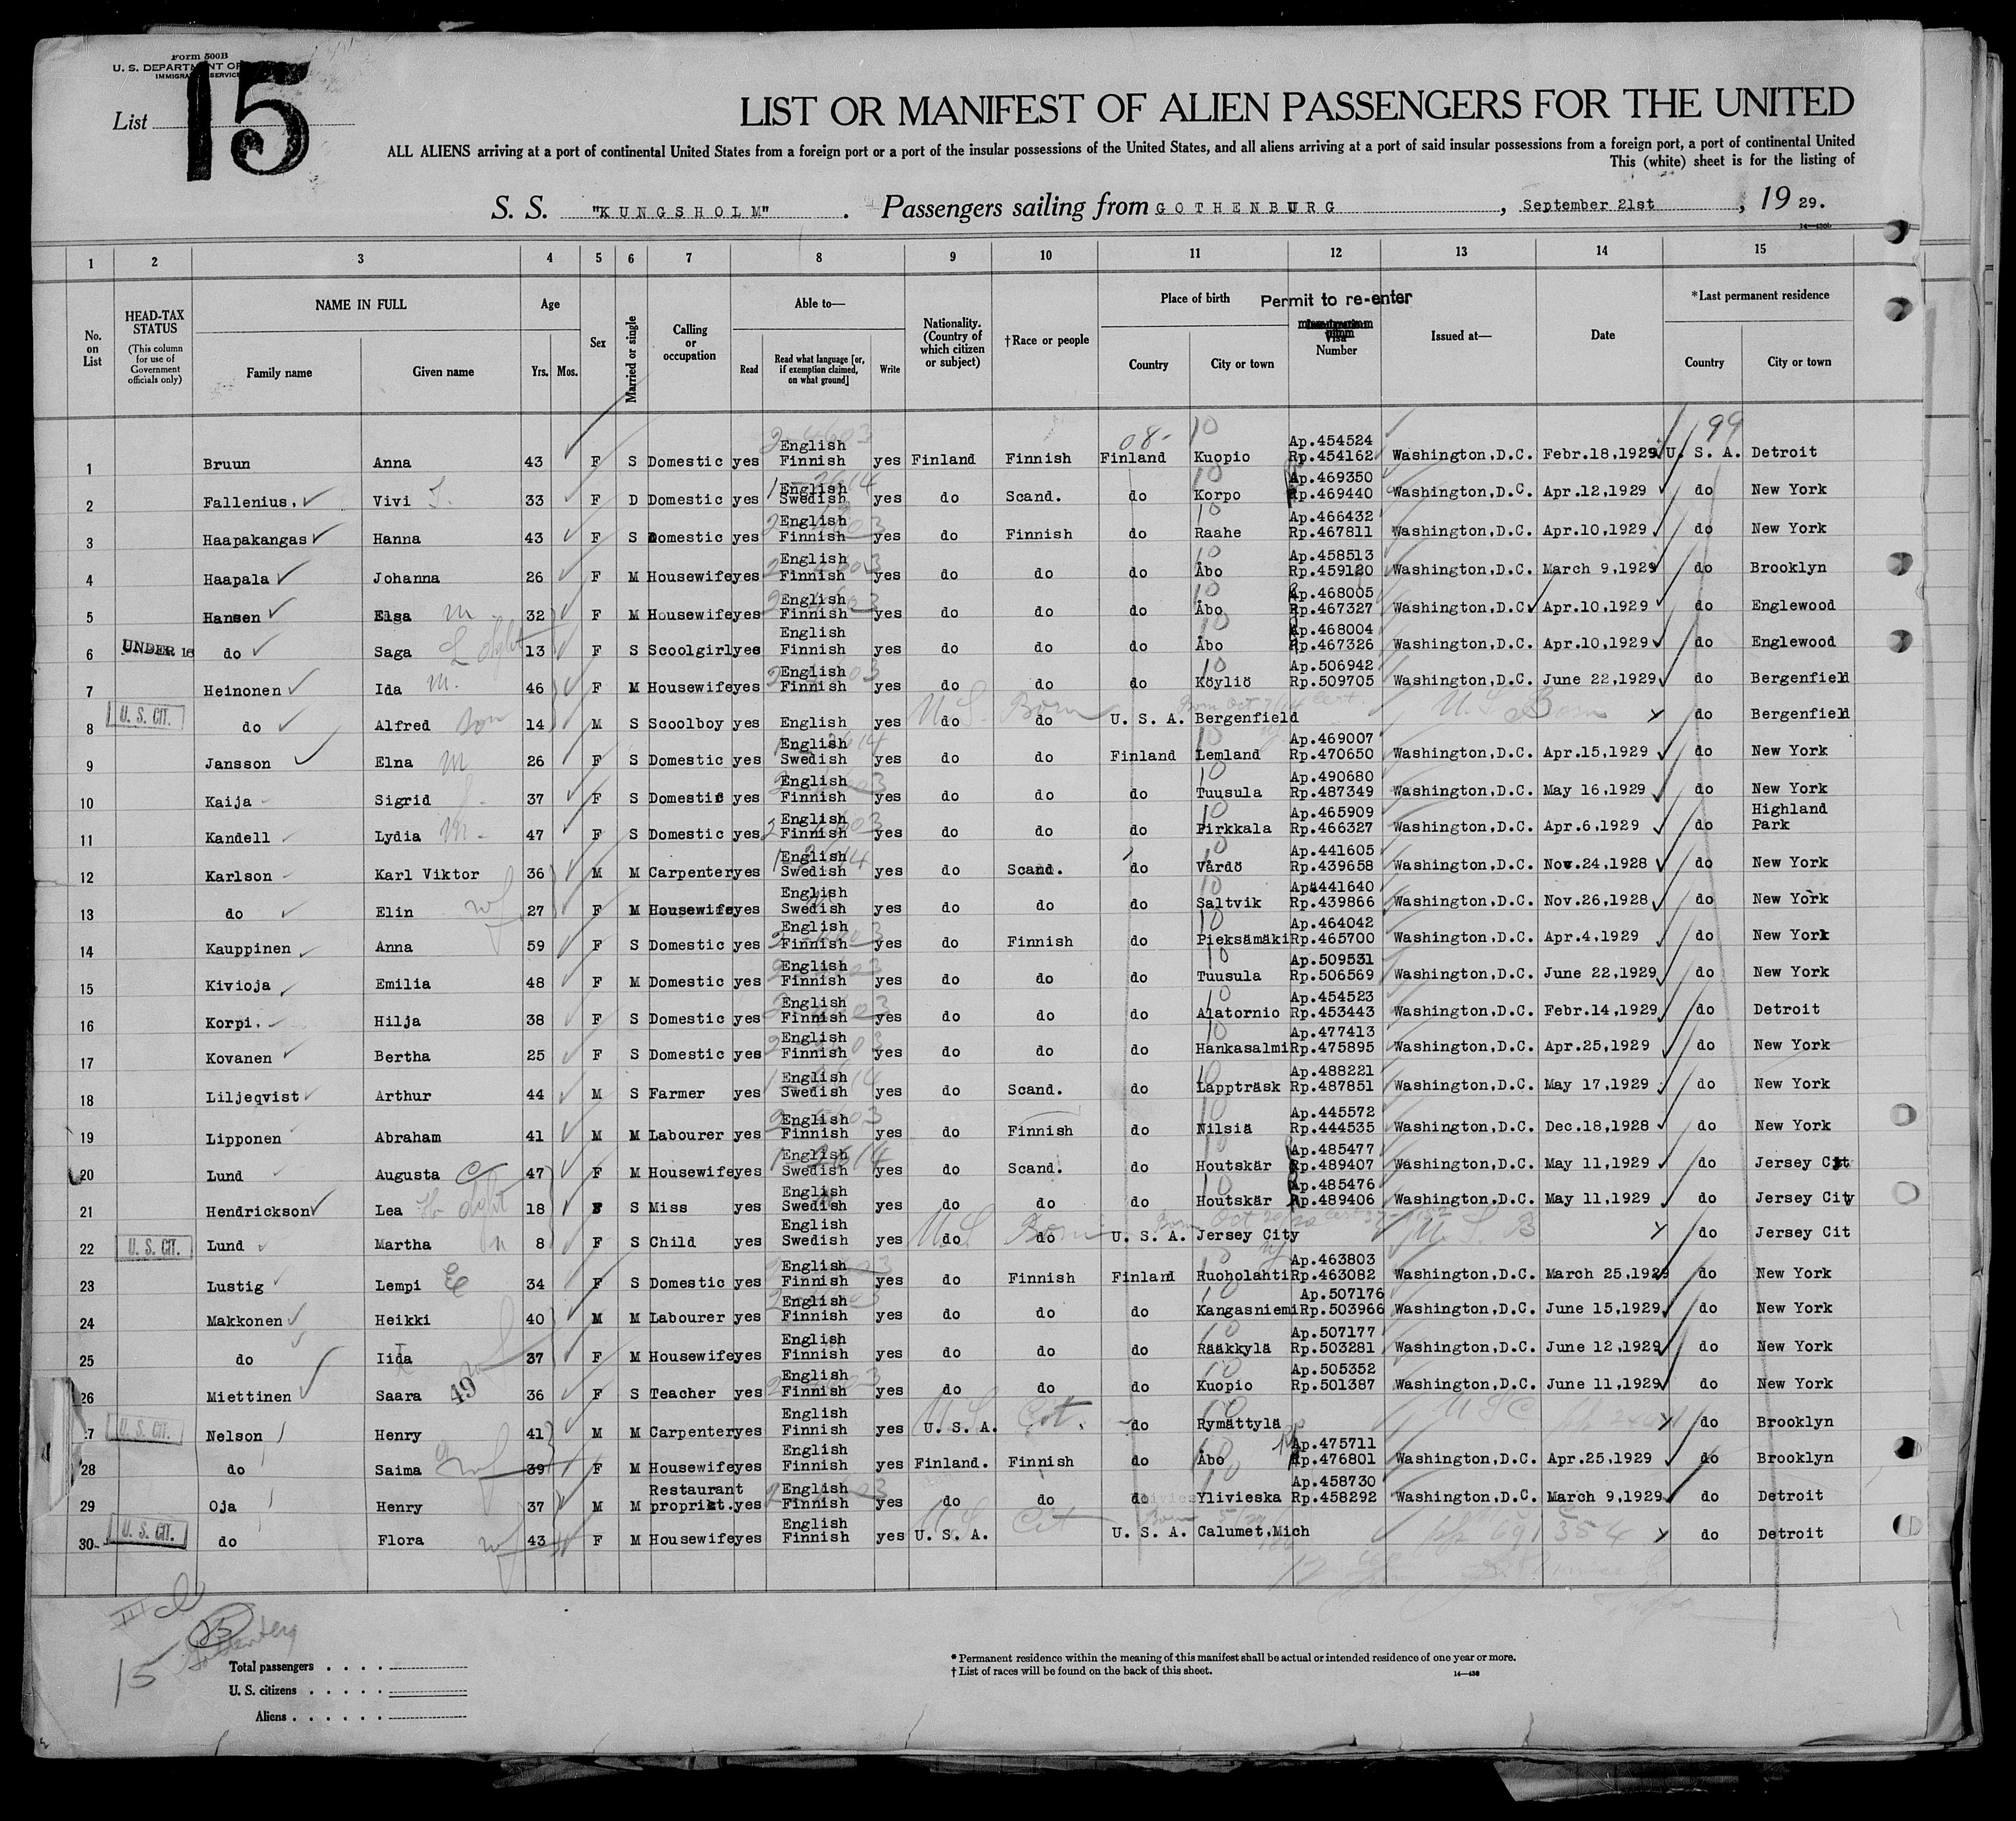 Form 500B
U. S. DEPARTMENT OF
IMMIGRATION SERVICE
List 15
LIST OR MANIFEST OF ALIEN PASSENGERS FOR THE UNITED
ALL ALIENS arriving at a port of continental United States from a foreign port or a port of the insular possessions of the United States, and all aliens arriving at a port of said insular possessions from a foreign port, a port of continental United
This (white) sheet is for the listing of
S. S. "KUNGSHOLM" . Passengers sailing from GOTHENBURG , September 21st , 19 29.
1 2 3 4 5 6 7 8 9 10 11 12 13 14 15
No. on List
HEAD-TAX STATUS (This column for use of Government officials only)
NAME IN FULL Family name Given name
Age Yrs. Mos.
Sex
Married or single
Calling or occupation
Able to— Read Read what language [or, if exemption claimed, on what ground] Write
Nationality. (Country of which citizen or subject)
†Race or people
Place of birth Country City or town
Permit to re-enter Visa Number
Issued at—
Date
*Last permanent residence Country City or town
1 Bruun Anna 43 F S Domestic yes English Finnish yes Finland Finnish Finland Kuopio Ap.454524 Rp.454162 Washington,D.C. Febr.18,1929 U. S. A. Detroit
2 Fallenius, Vivi 33 F D Domestic yes English Swedish yes do Scand. do Korpo Ap.469350 Rp.469440 Washington,D.C. Apr.12,1929 do New York
3 Haapakangas Hanna 43 F S Domestic yes English Finnish yes do Finnish do Raahe Ap.466432 Rp.467811 Washington,D.C. Apr.10,1929 do New York
4 Haapala Johanna 26 F M Housewife yes English Finnish yes do do do Åbo Ap.458513 Rp.459120 Washington,D.C. March 9,1929 do Brooklyn
5 Hansen Elsa m 32 F M Housewife yes English Finnish yes do do do Åbo Ap.468005 Rp.467327 Washington,D.C. Apr.10,1929 do Englewood
6 UNDER 16 do Saga 13 F S Scoolgirl yes English Finnish yes do do do Åbo Ap.468004 Rp.467326 Washington,D.C. Apr.10,1929 do Englewood
7 Heinonen Ida m. 46 F M Housewife yes English Finnish yes do do do Köyliö Ap.506942 Rp.509705 Washington,D.C. June 22,1929 do Bergenfield
8 U. S. CIT. do Alfred son 14 M S Scoolboy yes English yes do do U. S. Born U. S. A. Bergenfield U S Born do Bergenfield
9 Jansson Elna m 26 F S Domestic yes English Swedish yes do do Finland Lemland Ap.469007 Rp.470650 Washington,D.C. Apr.15,1929 do New York
10 Kaija Sigrid 37 F S Domestic yes English Finnish yes do do do Tuusula Ap.490680 Rp.487349 Washington,D.C. May 16,1929 do New York
11 Kandell Lydia M. 47 F S Domestic yes English Finnish yes do do do Pirkkala Ap.465909 Rp.466327 Washington,D.C. Apr.6,1929 do Highland Park
12 Karlson Karl Viktor 36 M M Carpenter yes English Swedish yes do Scand. do Vårdö Ap.441605 Rp.439658 Washington,D.C. Nov.24,1928 do New York
13 do Elin wf 27 F M Housewife yes English Swedish yes do do do Saltvik Ap.441640 Rp.439866 Washington,D.C. Nov.26,1928 do New York
14 Kauppinen Anna 59 F S Domestic yes English Finnish yes do Finnish do Pieksämäki Ap.464042 Rp.465700 Washington,D.C. Apr.4,1929 do New York
15 Kivioja Emilia 48 F M Domestic yes English Finnish yes do do do Tuusula Ap.509531 Rp.506569 Washington,D.C. June 22,1929 do New York
16 Korpi. Hilja 38 F S Domestic yes English Finnish yes do do do Alatornio Ap.454523 Rp.453443 Washington,D.C. Febr.14,1929 do Detroit
17 Kovanen Bertha 25 F S Domestic yes English Finnish yes do do do Hankasalmi Ap.477413 Rp.475895 Washington,D.C. Apr.25,1929 do New York
18 Liljeqvist Arthur 44 M S Farmer yes English Swedish yes do Scand. do Lappträsk Ap.488221 Rp.487851 Washington,D.C. May 17,1929 do New York
19 Lipponen Abraham 41 M M Labourer yes English Finnish yes do Finnish do Nilsiä Ap.445572 Rp.444535 Washington,D.C. Dec.18,1928 do New York
20 Lund Augusta C 47 F M Housewife yes English Swedish yes do Scand. do Houtskär Ap.485477 Rp.489407 Washington,D.C. May 11,1929 do Jersey Cit
21 Hendrickson Lea 18 F S Miss yes English Swedish yes do do do Houtskär Ap.485476 Rp.489406 Washington,D.C. May 11,1929 do Jersey City
22 U. S. CIT. Lund Martha 8 F S Child yes English Swedish yes do do U S Born U. S. A. Jersey City U. S. B do Jersey Cit
23 Lustig Lempi E 34 F S Domestic yes English Finnish yes do Finnish Finland Ruoholahti Ap.463803 Rp.463082 Washington,D.C. March 25,1929 do New York
24 Makkonen Heikki 40 M M Labourer yes English Finnish yes do do do Kangasniemi Ap.507176 Rp.503966 Washington,D.C. June 15,1929 do New York
25 do Iida wf 37 F M Housewife yes English Finnish yes do do do Rääkkylä Ap.507177 Rp.503281 Washington,D.C. June 12,1929 do New York
26 Miettinen Saara 49 36 F S Teacher yes English Finnish yes do do do Kuopio Ap.505352 Rp.501387 Washington,D.C. June 11,1929 do New York
27 U. S. CIT. Nelson Henry 41 M M Carpenter yes English Finnish yes U. S. A. U S Cit. do Rymättylä U S C do Brooklyn
28 do Saima wf 39 F M Housewife yes English Finnish yes Finland. Finnish do Åbo Ap.475711 Rp.476801 Washington,D.C. Apr.25,1929 do Brooklyn
29 Oja Henry 37 M M Restaurant propriet. yes English Finnish yes do do do Ylivieska Ap.458730 Rp.458292 Washington,D.C. March 9,1929 do Detroit
30 U. S. CIT. do Flora wf 43 F M Housewife yes English Finnish yes U. S. A. U S Cit U. S. A. Calumet,Mich do Detroit
15
Total passengers
U. S. citizens
Aliens
* Permanent residence within the meaning of this manifest shall be actual or intended residence of one year or more.
† List of races will be found on the back of this sheet.
14—430